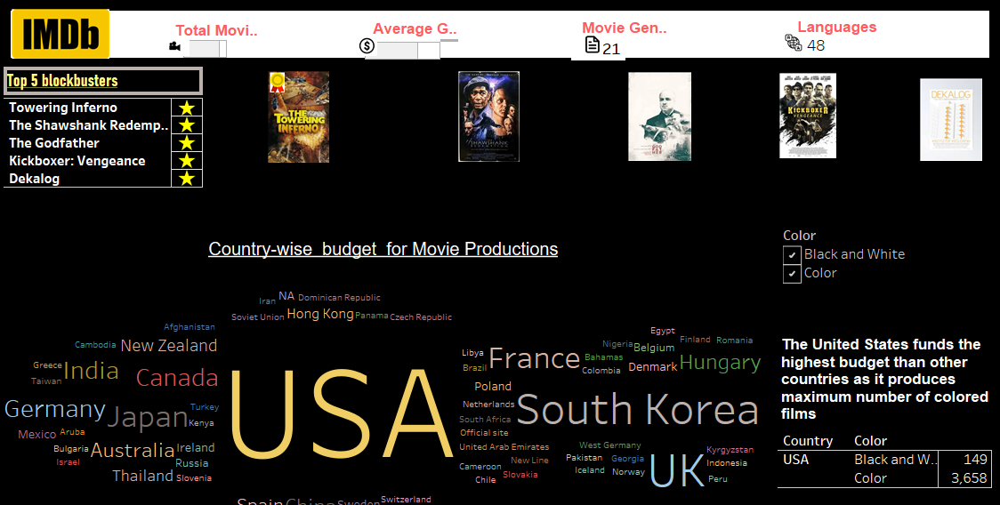 IMDb
Total Movi..
Average G..
Movie Gen..
21
Languages
48
Top 5 blockbusters
Towering Inferno
The Shawshank Redemp..
The Godfather
Kickboxer: Vengeance
Dekalog
THE TOWERING INFERNO
SHAWSHANK
KICKBOXER
VENGEANCE
DEKALOG
Country-wise budget for Movie Productions
Color
Black and White
Color
Iran NA Dominican Republic
Soviet Union Hong Kong Panama Czech Republic
Afghanistan
Cambodia New Zealand
Greece India
Taiwan Canada
Germany Japan Turkey
Kenya
Mexico Aruba
Bulgaria Australia Ireland
Israel Russia
Thailand Slovenia
USA
Egypt
Nigeria Belgium Finland Romania
Libya France Bahamas
Brazil Colombia Denmark Hungary
Poland
Netherlands South Korea
South Africa
Official site
United Arab Emirates West Germany Kyrgyzstan
New Line Pakistan Georgia UK Indonesia
Cameroon Iceland Norway
Chile Slovakia Peru
Spain China Sweden Switzerland
The United States funds the
highest budget than other
countries as it produces
maximum number of colored
films
Country Color
USA Black and W.. 149
Color 3,658